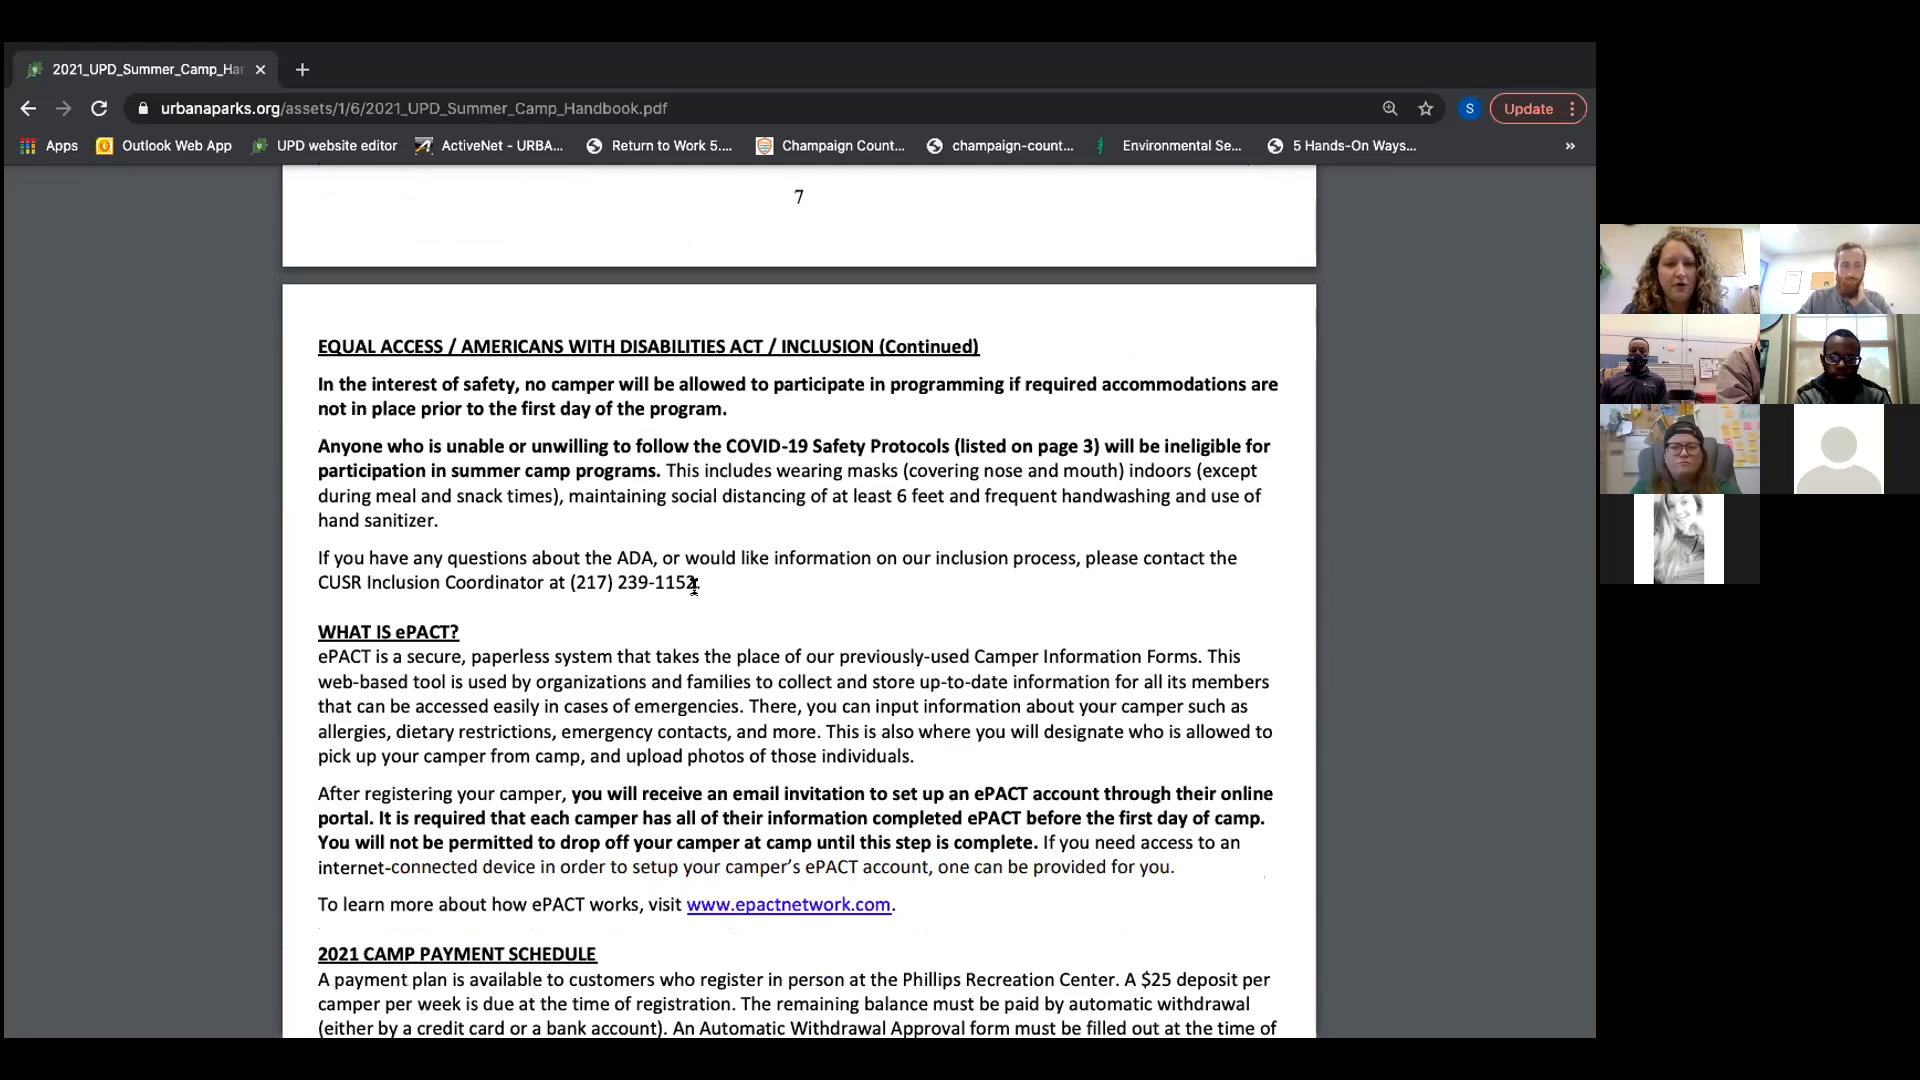 2021_UPD_Summer_Camp_Har
urbanaparks.org/assets/1/6/2021_UPD_Summer_Camp_Handbook.pdf
S
Update
Apps
Outlook Web App
UPD website editor
ActiveNet - URBA...
Return to Work 5....
Champaign Count...
champaign-count...
Environmental Se...
5 Hands-On Ways...
»
7
EQUAL ACCESS / AMERICANS WITH DISABILITIES ACT / INCLUSION (Continued)
In the interest of safety, no camper will be allowed to participate in programming if required accommodations are
not in place prior to the first day of the program.
Anyone who is unable or unwilling to follow the COVID-19 Safety Protocols (listed on page 3) will be ineligible for
participation in summer camp programs. This includes wearing masks (covering nose and mouth) indoors (except
during meal and snack times), maintaining social distancing of at least 6 feet and frequent handwashing and use of
hand sanitizer.
If you have any questions about the ADA, or would like information on our inclusion process, please contact the
CUSR Inclusion Coordinator at (217) 239-1152.
WHAT IS ePACT?
ePACT is a secure, paperless system that takes the place of our previously-used Camper Information Forms. This
web-based tool is used by organizations and families to collect and store up-to-date information for all its members
that can be accessed easily in cases of emergencies. There, you can input information about your camper such as
allergies, dietary restrictions, emergency contacts, and more. This is also where you will designate who is allowed to
pick up your camper from camp, and upload photos of those individuals.
After registering your camper, you will receive an email invitation to set up an ePACT account through their online
portal. It is required that each camper has all of their information completed ePACT before the first day of camp.
You will not be permitted to drop off your camper at camp until this step is complete. If you need access to an
internet-connected device in order to setup your camper's ePACT account, one can be provided for you.
To learn more about how ePACT works, visit www.epactnetwork.com.
2021 CAMP PAYMENT SCHEDULE
A payment plan is available to customers who register in person at the Phillips Recreation Center. A $25 deposit per
camper per week is due at the time of registration. The remaining balance must be paid by automatic withdrawal
(either by a credit card or a bank account). An Automatic Withdrawal Approval form must be filled out at the time of